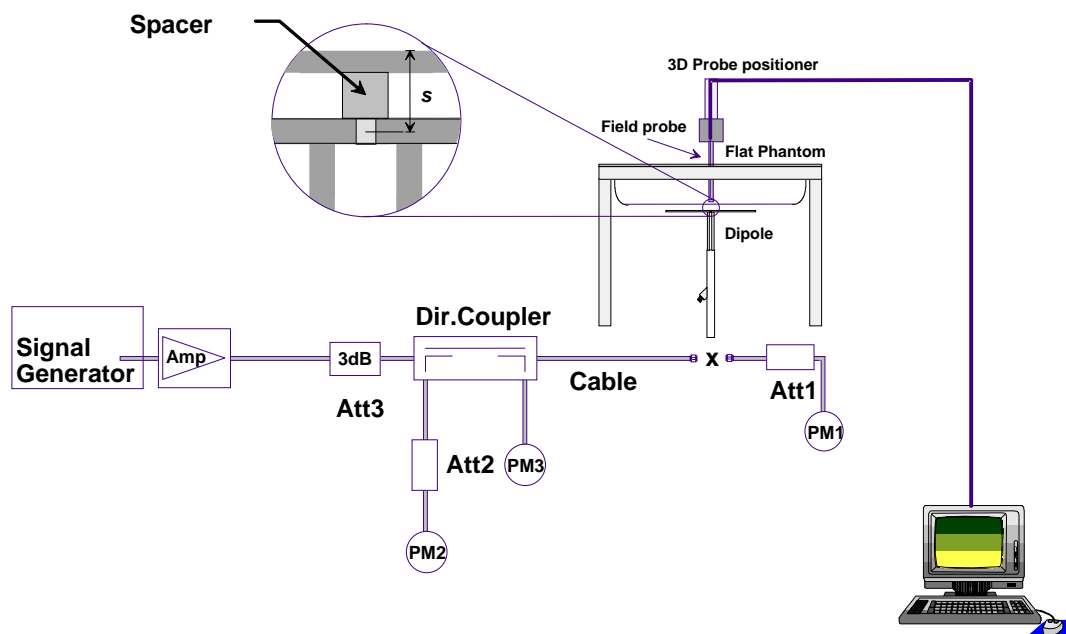 Spacer
s
3D Probe positioner
Field probe
Flat Phantom
Dipole
Dir.Coupler
Signal
Generator
Amp
3dB
Att3
Cable
x
Att1
PM1
Att2
PM3
PM2